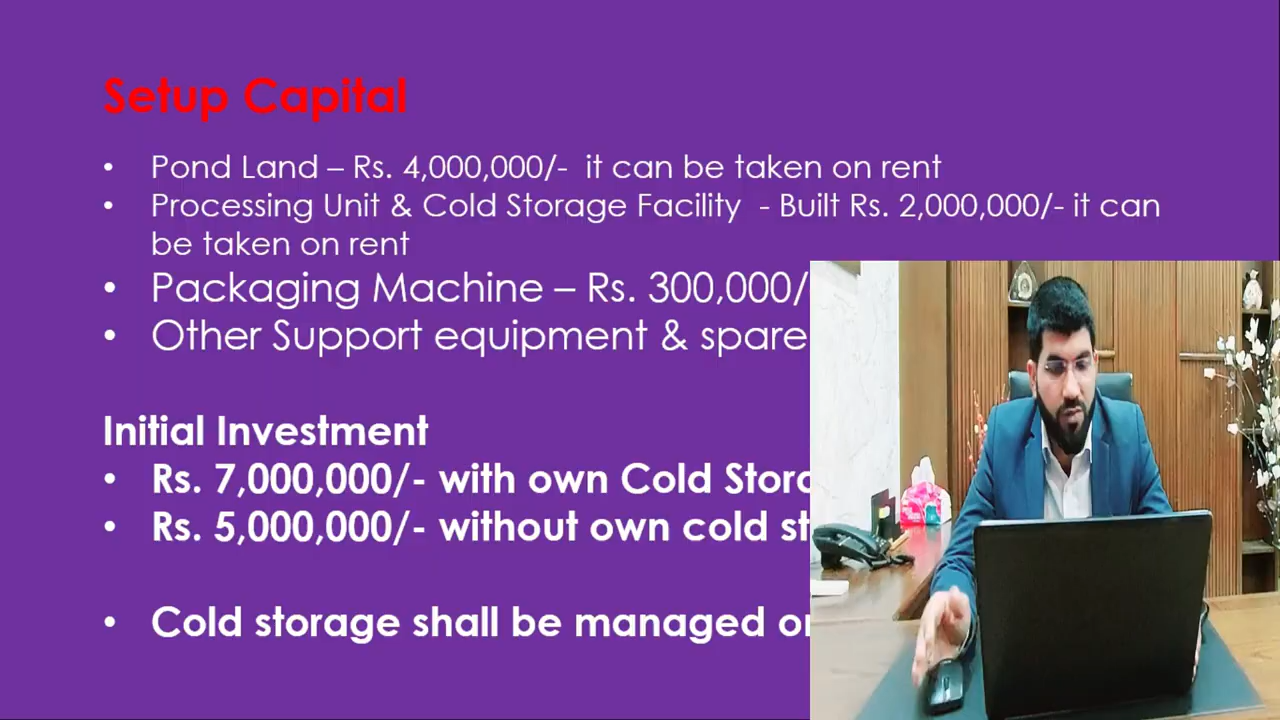 Setup Capital
• Pond Land – Rs. 4,000,000/- it can be taken on rent
• Processing Unit & Cold Storage Facility - Built Rs. 2,000,000/- it can
be taken on rent
• Packaging Machine – Rs. 300,000/
• Other Support equipment & spare
Initial Investment
• Rs. 7,000,000/- with own Cold
• Rs. 5,000,000/- without own cold
• Cold storage shall be managed